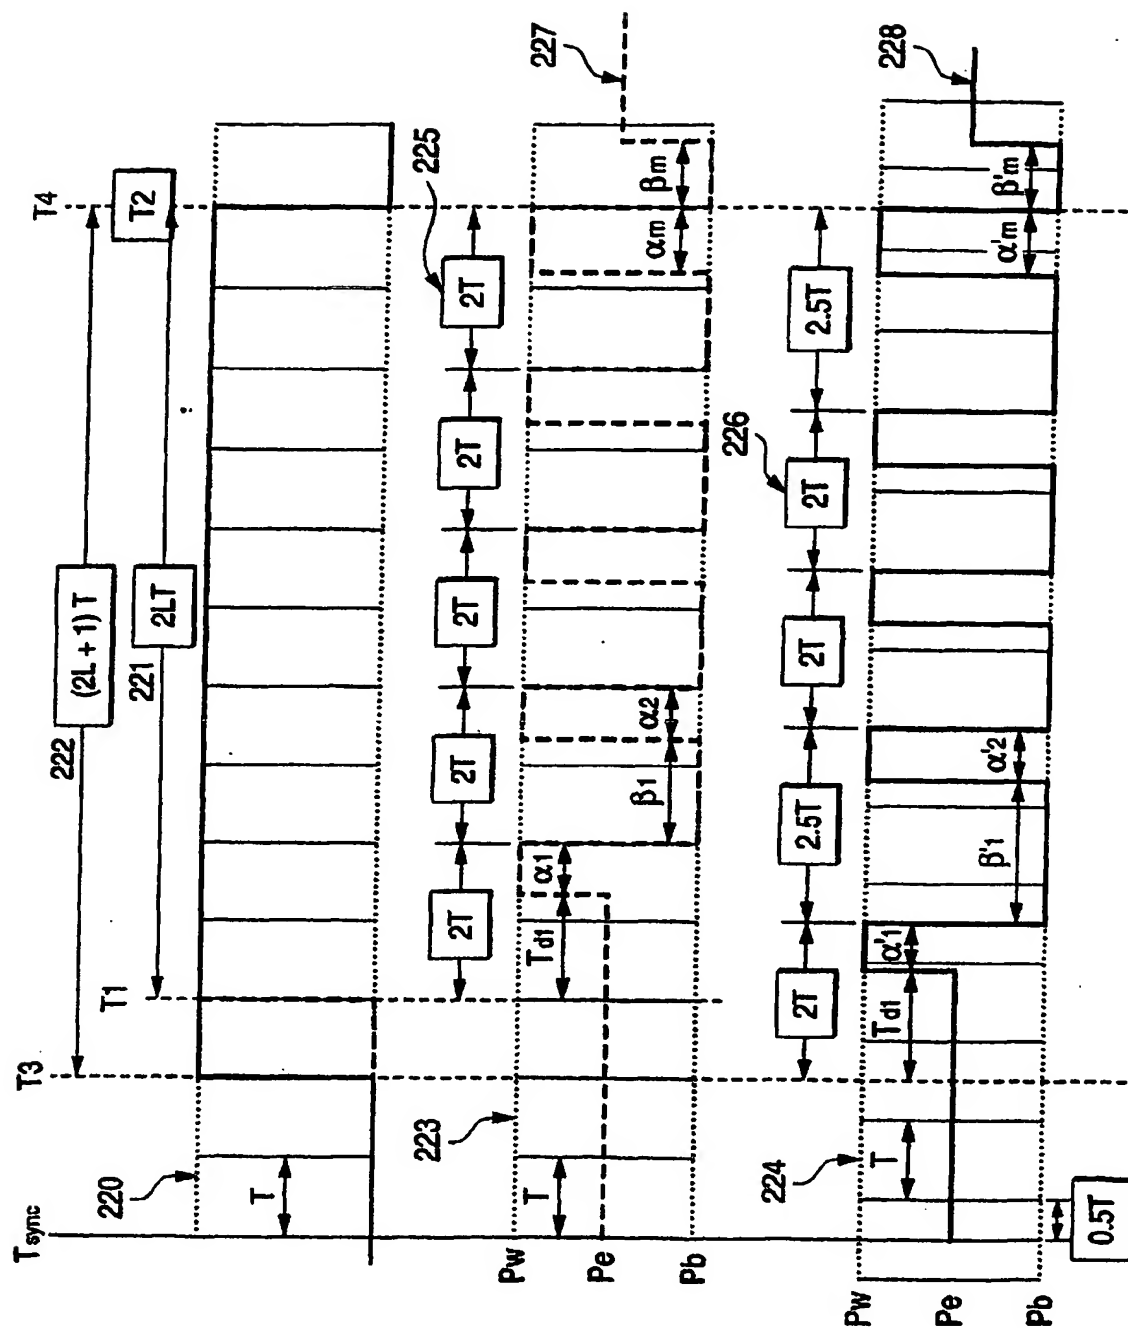 Tsync
T3
T1
T4
T2
222
(2L + 1) T
221
2LT
220
T
2T
2T
2T
2T
2T
225
223
T
Td1
α1
β1
α2
αm
βm
227
Pw
Pe
Pb
2T
2.5T
2T
2T
226
2.5T
224
T
Td1
α'1
β'1
α'2
α'm
β'm
228
Pw
Pe
Pb
0.5T